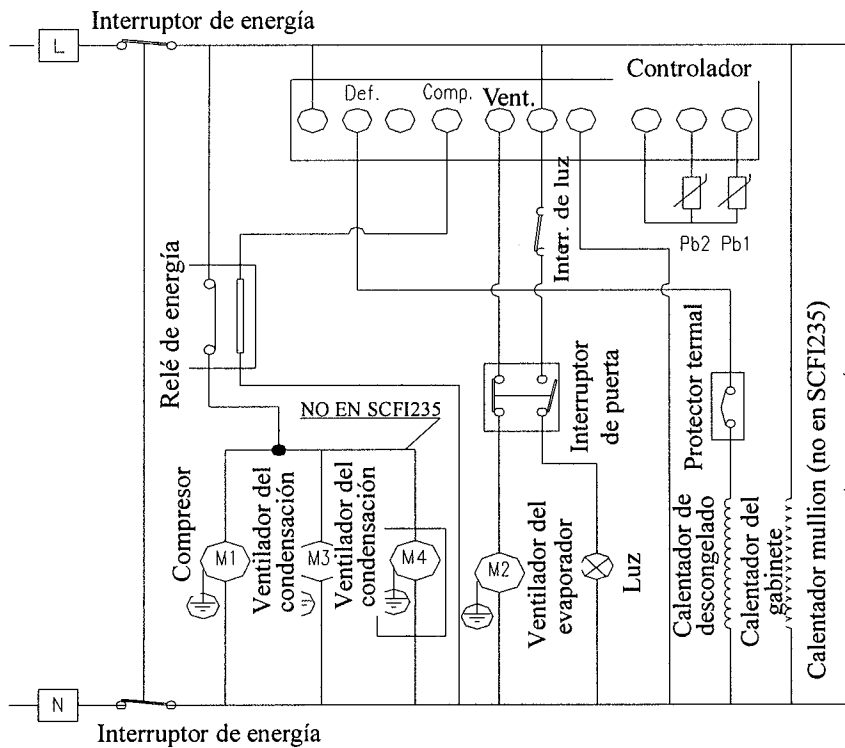 Interruptor de energía
L
Controlador
Def.
Comp.
Vent.
Interr. de luz
Pb2
Pb1
Relé de energía
NO EN SCFI235
Interruptor
de puerta
Protector termal
Calentador mullion (no en SCFI235)
Compresor
M1
Ventilador del
condensación
M3
Ventilador del
condensación
M4
M2
Ventilador del
evaporador
Luz
Calentador de
descongelado
Calentador del
gabinete
N
Interruptor de energía